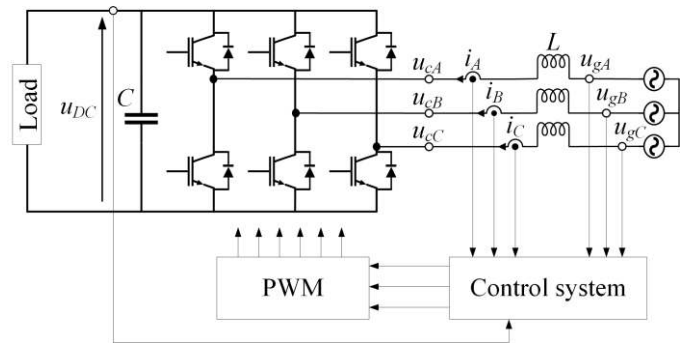 L
i_A
u_cA
u_gA
i_B
u_cB
u_gB
i_C
u_cC
u_gC
Load
u_DC
C
PWM
Control system